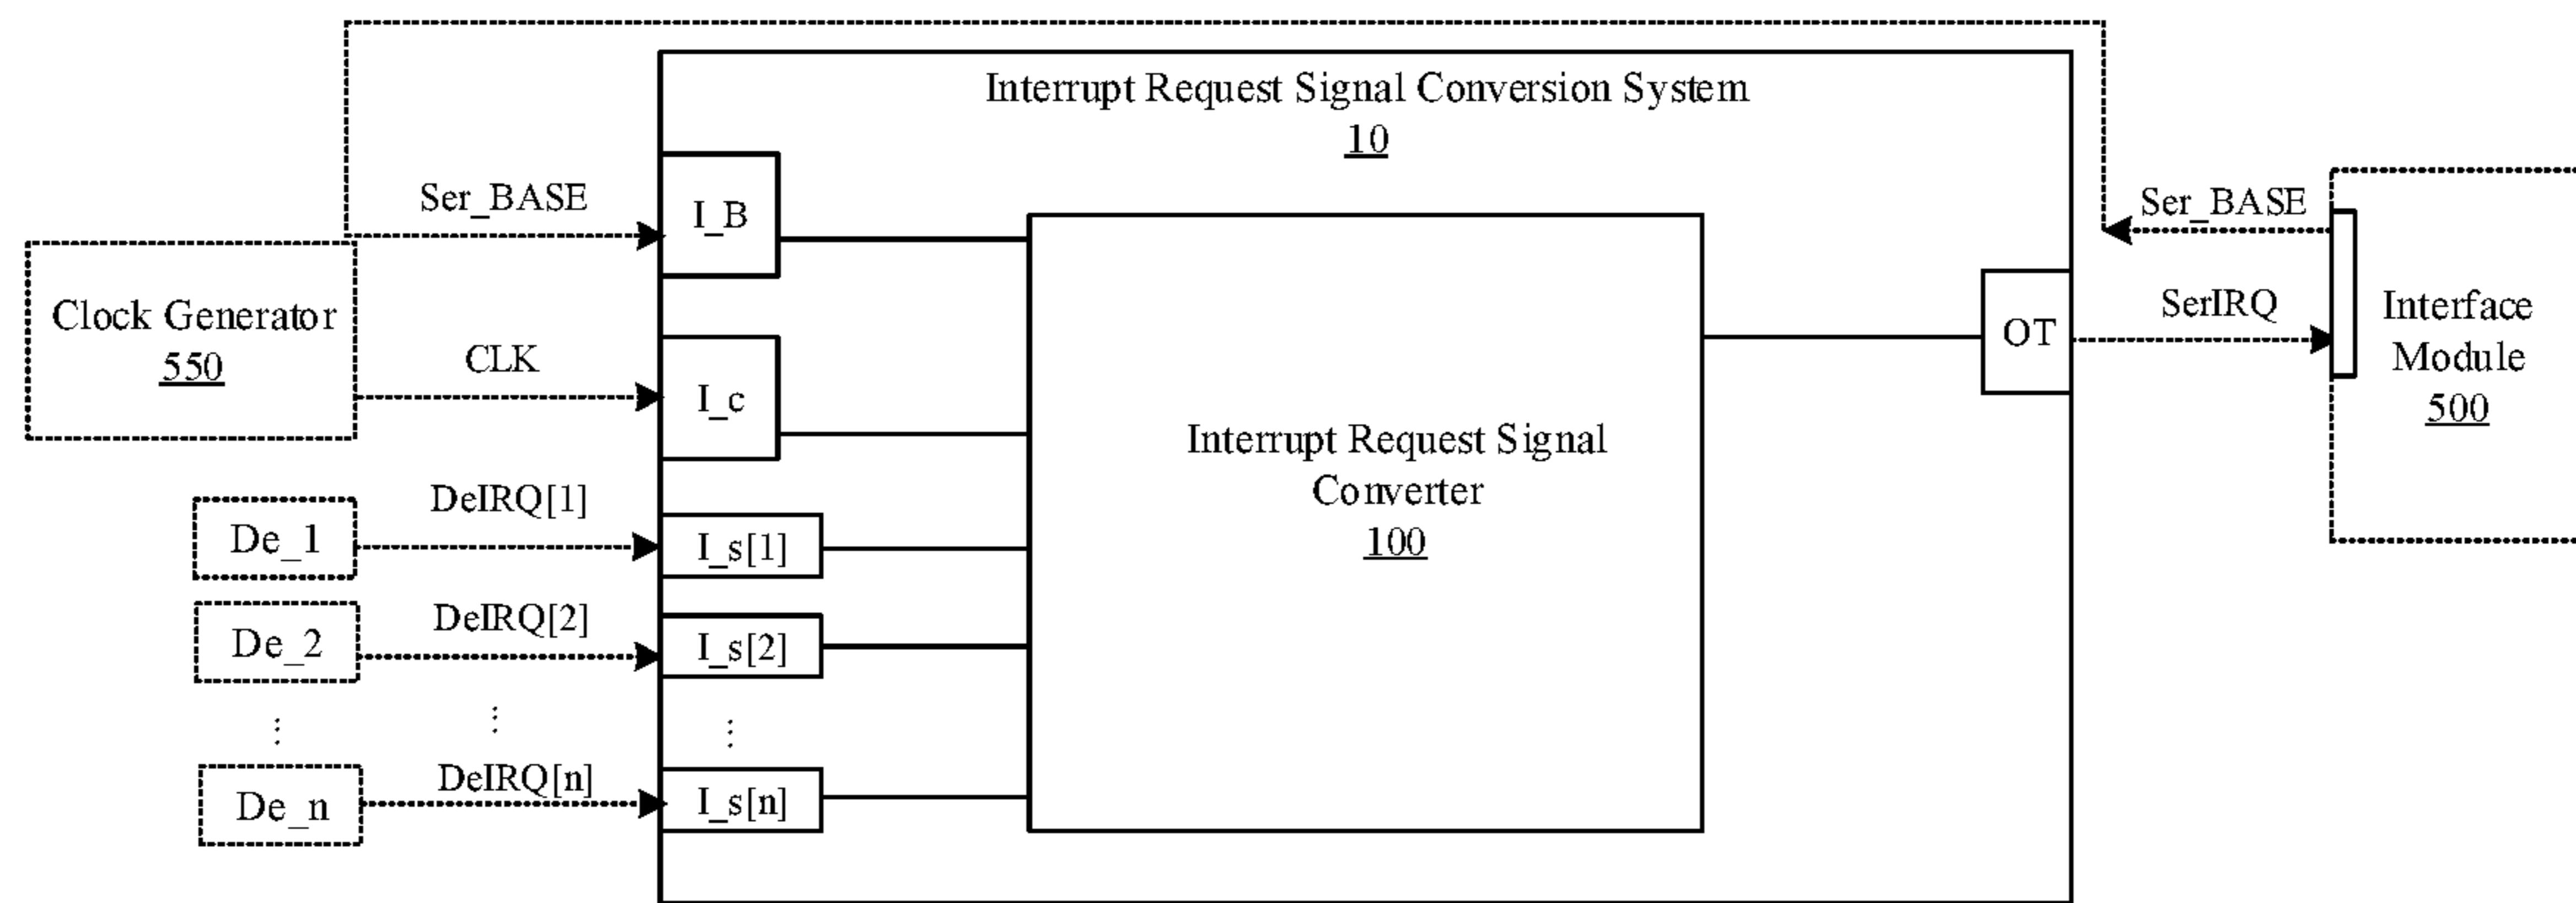 Interrupt Request Signal Conversion System
10
Ser_BASE
I_B
Ser_BASE
Clock Generator
550
CLK
I_c
SerIRQ
OT
Interface
Module
500
Interrupt Request Signal
Converter
100
De_1
DeIRQ[1]
I_s[1]
De_2
DeIRQ[2]
I_s[2]
⋮
⋮
⋮
De_n
DeIRQ[n]
I_s[n]